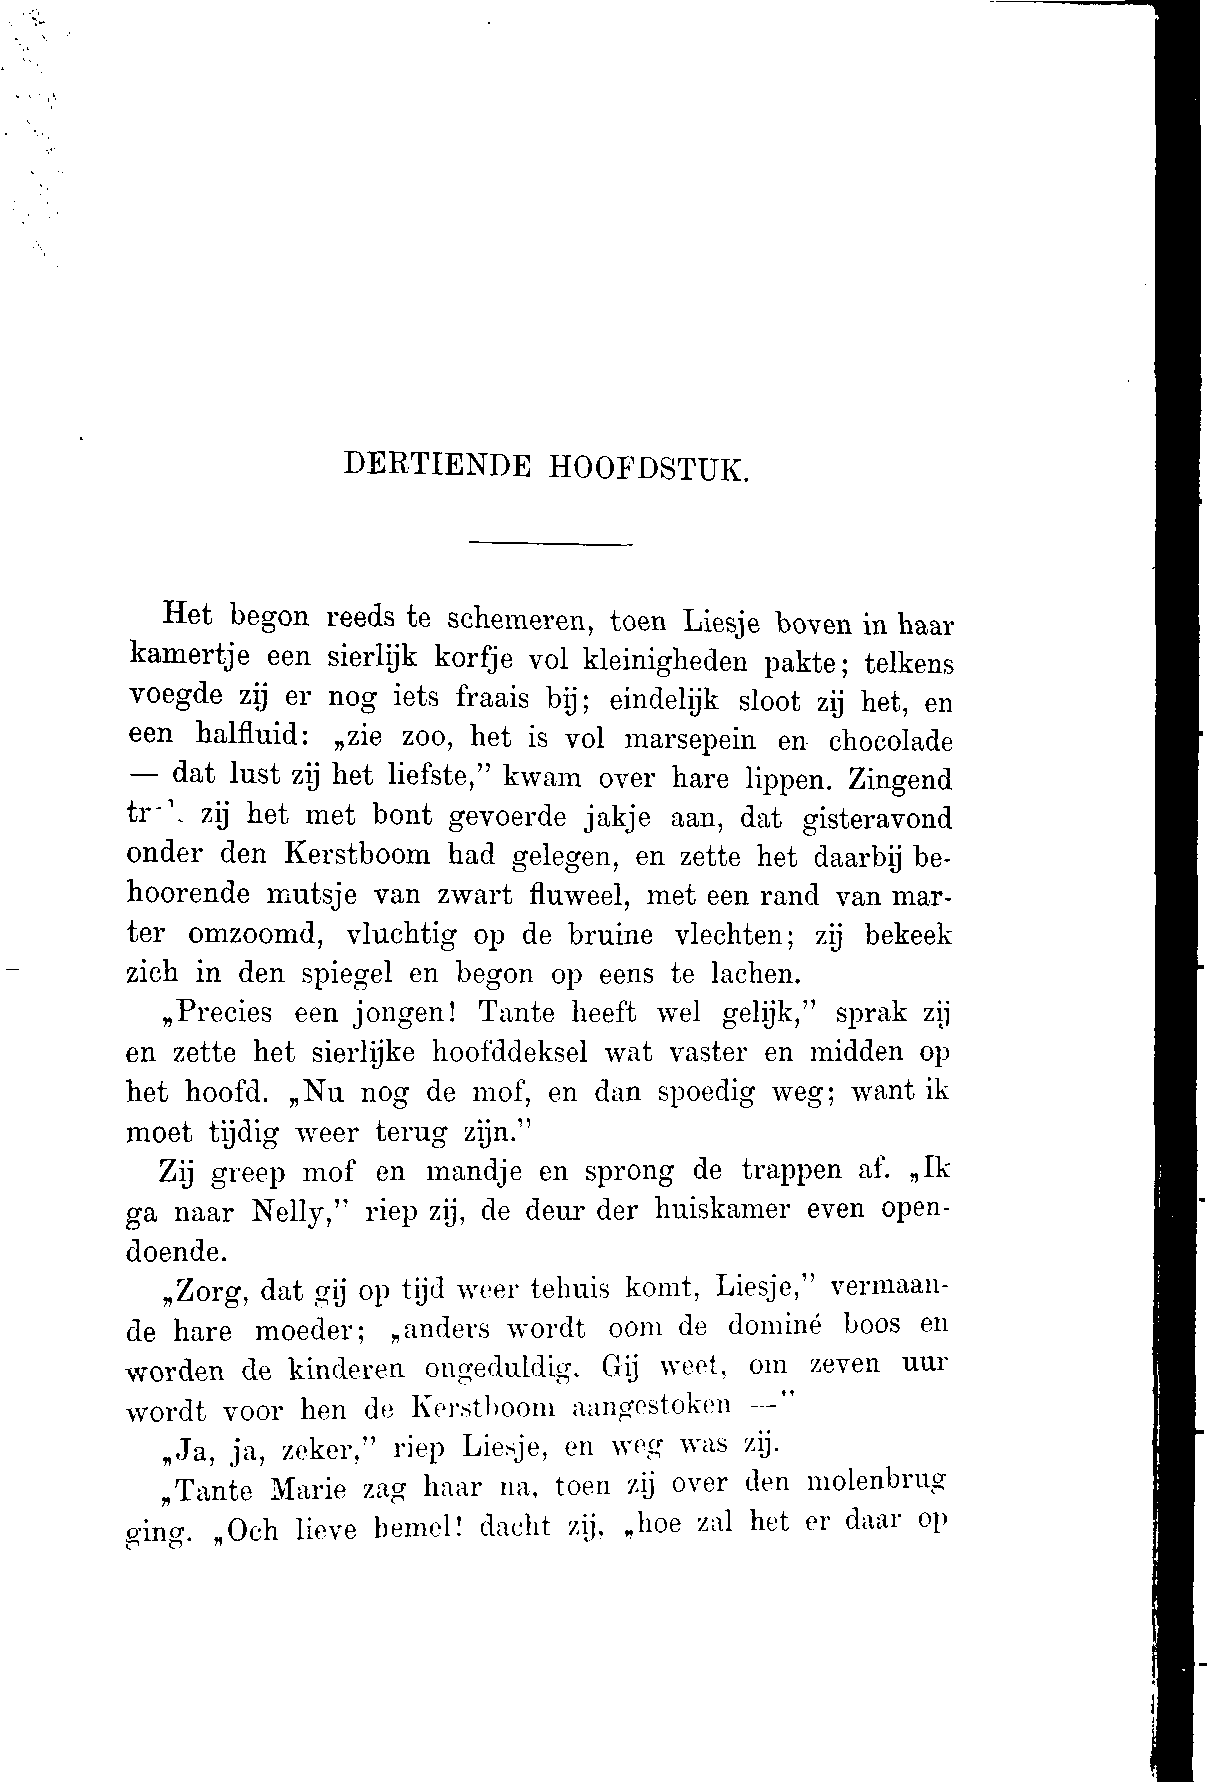 DERTIENDE HOOFDSTUK.
Het begon reeds te schemeren, toen Liesje boven in haar
kamertje een sierlijk korfje vol kleinigheden pakte; telkens
voegde zij er nog iets fraais bij; eindelijk sloot zij het, en
een halfluid: „zie zoo, het is vol marsepein en chocolade
— dat lust zij het liefste,” kwam over hare lippen. Zingend
zij het met bont gevoerde jakje aan, dat gisteravond
onder den Kerstboom had gelegen, en zette het daarbij be-
hoorende mutsje van zwart fluweel, met een rand van mar-
ter omzoomd, vluchtig op de bruine vlechten; zij bekeek
zich in den spiegel en begon op eens te lachen.
„Precies een jongen! Tante heeft wel gelijk,” sprak zij
en zette het sierlijke hoofddeksel wat vaster en midden op
het hoofd. „Nu nog de mof, en dan spoedig weg; want ik
moet tijdig weer terug zijn.”
Zij greep mof en mandje en sprong de trappen af. „Ik
ga naar Nelly,” riep zij, de deur der huiskamer even open-
doende.
„Zorg, dat gij op tijd weer tehuis komt, Liesje,” vermaan-
de hare moeder; „anders wordt oom de dominé boos en
worden de kinderen ongeduldig. Gij weet, om zeven uur
wordt voor hen de Kerstboom aangestoken —”
„Ja, ja, zeker,” riep Liesje, en weg was zij.
„Tante Marie zag haar na, toen zij over den molenbrug
ging. „Och lieve hemel! dacht zij, „hoe zal het er daar op